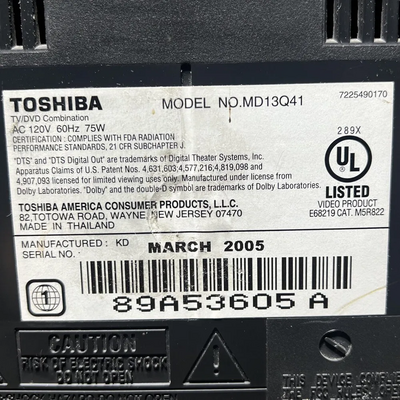 TOSHIBA
MODEL NO.MD13Q41
7225490170
TV/DVD Combination
AC 120V 60Hz 75W
CERTIFICATION : COMPLIES WITH FDA RADIATION
PERFORMANCE STANDARDS, 21 CFR SUBCHAPTER J.
289X
"DTS" and "DTS Digital Out" are trademarks of Digital Theater Systems, Inc.
Apparatus Claims of U.S. Patent Nos. 4,631,603;4,577,216;4,819,098 and
4,907,093 licensed for limited viewing uses only. Manufactured under license from
Dolby Laboratories. "Dolby" and the double-D symbol are trademarks of Dolby Laboratories.
UL
LISTED
VIDEO PRODUCT
E68219 CAT. M5R822
TOSHIBA AMERICA CONSUMER PRODUCTS, L.L.C.
82,TOTOWA ROAD, WAYNE, NEW JERSEY 07470
MADE IN THAILAND
MANUFACTURED : KD MARCH 2005
SERIAL NO. :
1
89A53605 A
CAUTION
RISK OF ELECTRIC SHOCK
DO NOT OPEN
THIS DEVICE